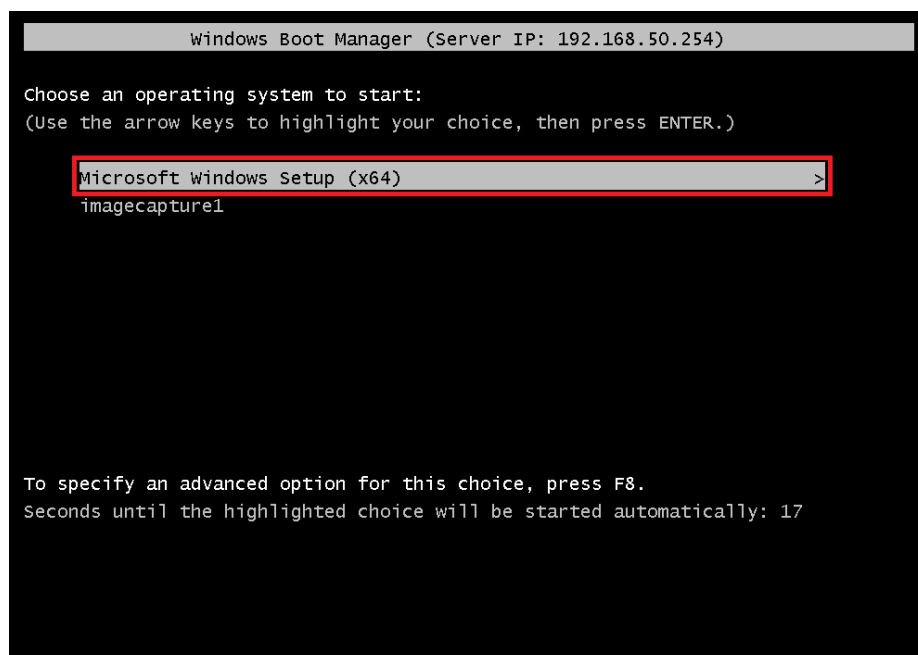 Windows Boot Manager (Server IP: 192.168.50.254)
Choose an operating system to start:
(Use the arrow keys to highlight your choice, then press ENTER.)
Microsoft Windows Setup (x64) >
imagecapture1
To specify an advanced option for this choice, press F8.
Seconds until the highlighted choice will be started automatically: 17